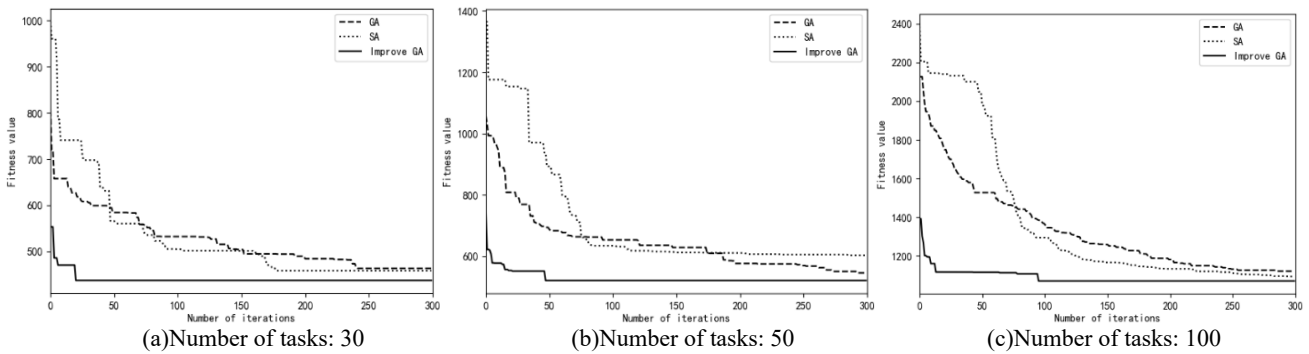 1000
900
800
700
600
500
0
50
100
150
200
250
300
Fitness value
Number of iterations
GA
SA
Improve GA
(a)Number of tasks: 30
1400
1200
1000
800
600
0
50
100
150
200
250
300
Fitness value
Number of iterations
GA
SA
Improve GA
(b)Number of tasks: 50
2400
2200
2000
1800
1600
1400
1200
0
50
100
150
200
250
300
Fitness value
Number of iterations
GA
SA
Improve GA
(c)Number of tasks: 100